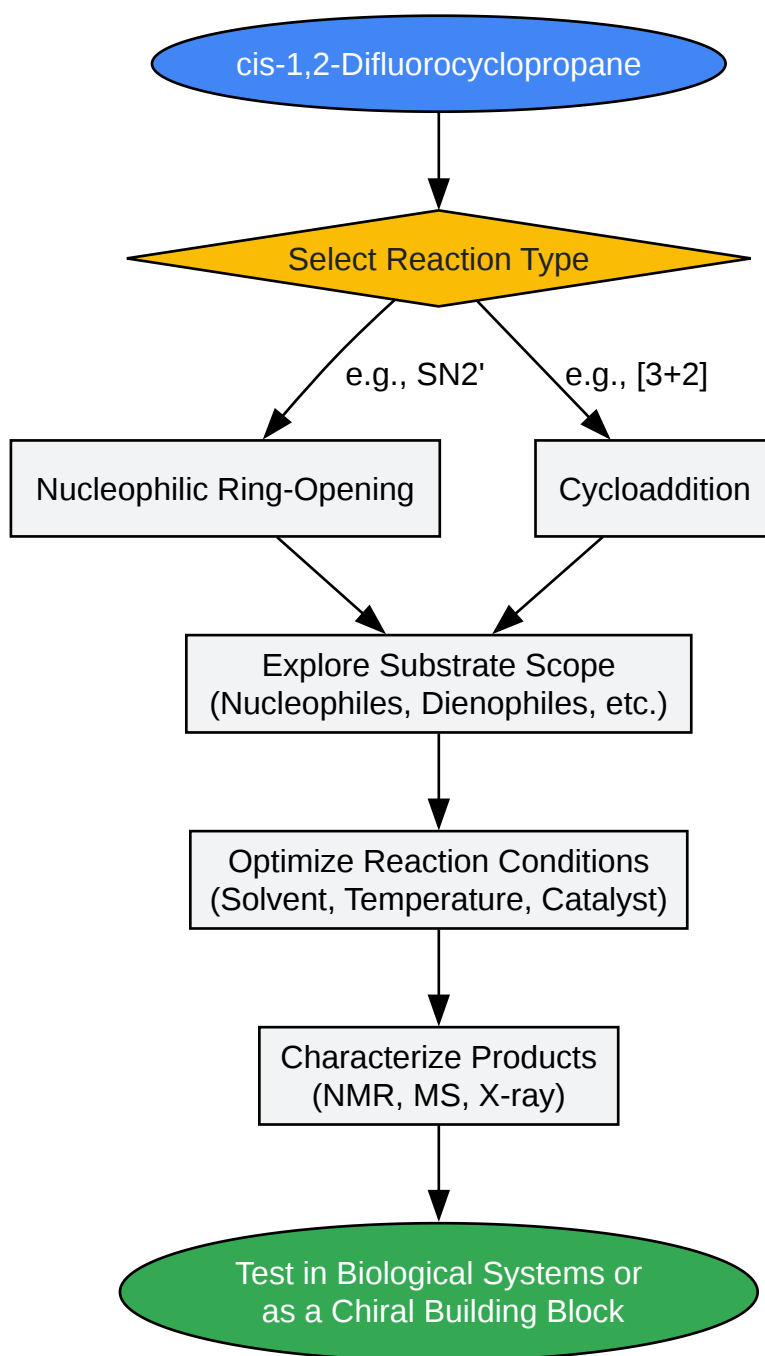 cis-1,2-Difluorocyclopropane
Select Reaction Type
e.g., SN2'
e.g., [3+2]
Nucleophilic Ring-Opening
Cycloaddition
Explore Substrate Scope
(Nucleophiles, Dienophiles, etc.)
Optimize Reaction Conditions
(Solvent, Temperature, Catalyst)
Characterize Products
(NMR, MS, X-ray)
Test in Biological Systems or
as a Chiral Building Block